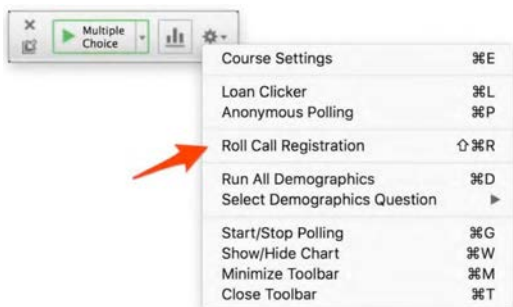 Multiple
Choice
Course Settings ⌘E
Loan Clicker ⌘L
Anonymous Polling ⌘P
Roll Call Registration ⇧⌘R
Run All Demographics ⌘D
Select Demographics Question ▶
Start/Stop Polling ⌘G
Show/Hide Chart ⌘W
Minimize Toolbar ⌘M
Close Toolbar ⌘T